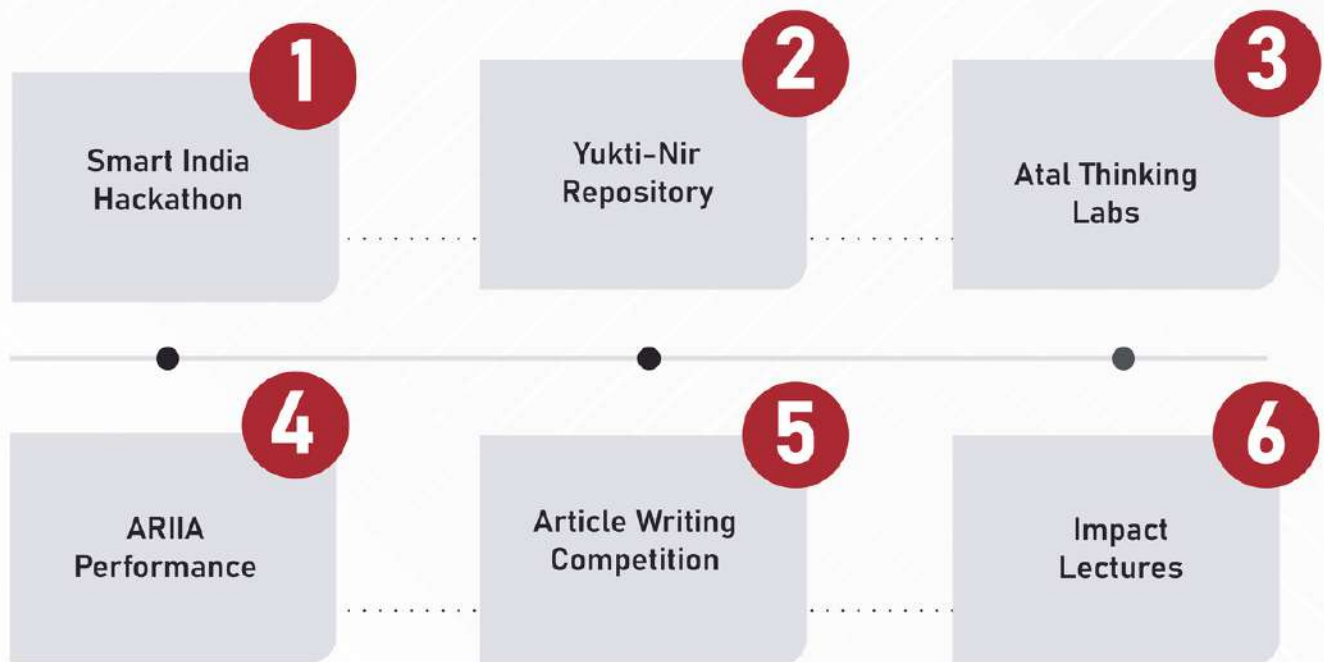 1
Smart India
Hackathon
2
Yukti-Nir
Repository
3
Atal Thinking
Labs
4
ARIIA
Performance
5
Article Writing
Competition
6
Impact
Lectures